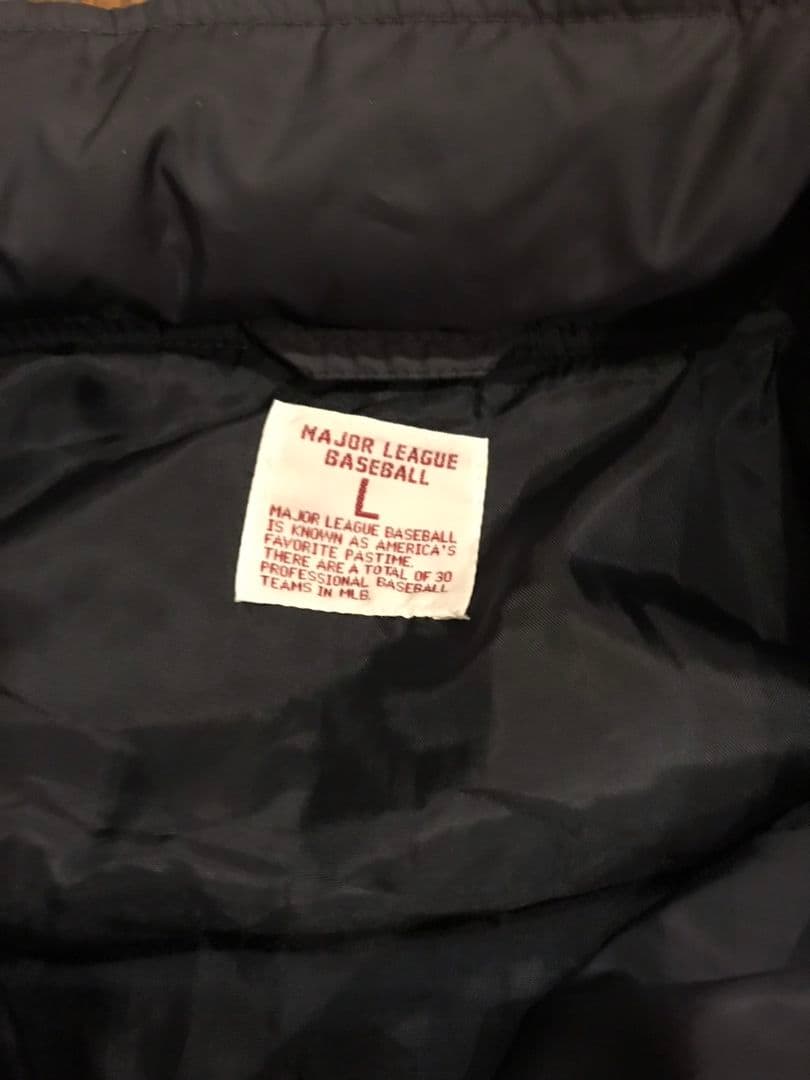 MAJOR LEAGUE
BASEBALL
L
MAJOR LEAGUE BASEBALL
IS KNOWN AS AMERICA'S
FAVORITE PASTIME.
THERE ARE A TOTAL OF 30
PROFESSIONAL BASEBALL
TEAMS IN MLB.